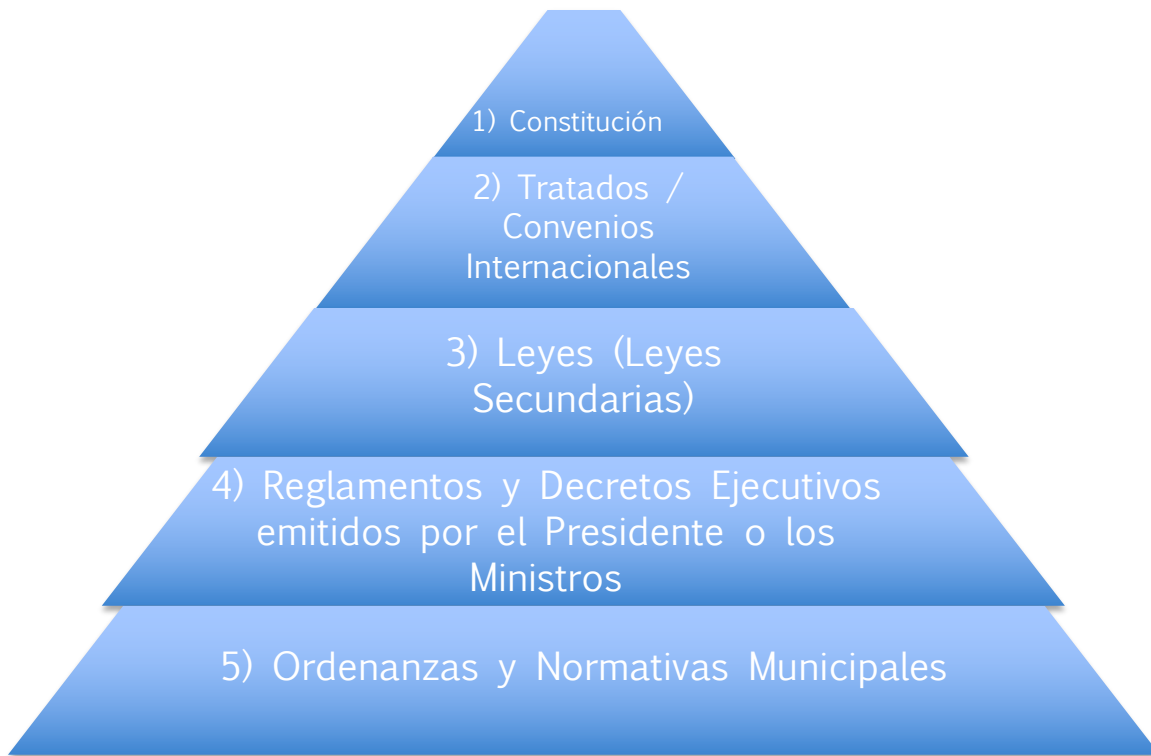 1) Constitución
2) Tratados /
Convenios
Internacionales
3) Leyes (Leyes
Secundarias)
4) Reglamentos y Decretos Ejecutivos
emitidos por el Presidente o los
Ministros
5) Ordenanzas y Normativas Municipales